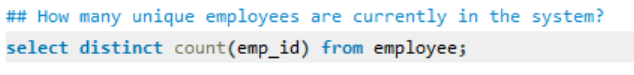 ## How many unique employees are currently in the system?
select distinct count(emp_id) from employee;